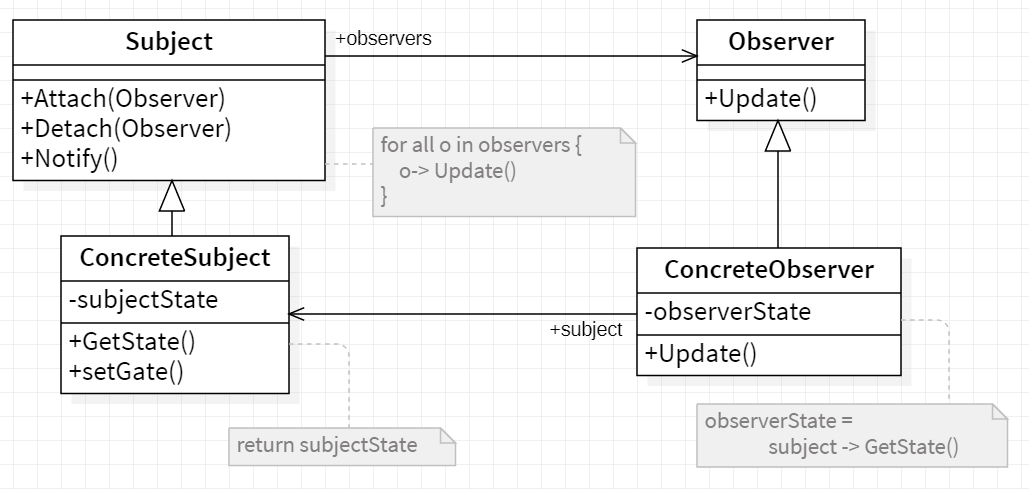 Subject
+Attach(Observer)
+Detach(Observer)
+Notify()
+observers
Observer
+Update()
for all o in observers {
o-> Update()
}
ConcreteSubject
-subjectState
+GetState()
+setGate()
+subject
ConcreteObserver
-observerState
+Update()
return subjectState
observerState =
subject -> GetState()